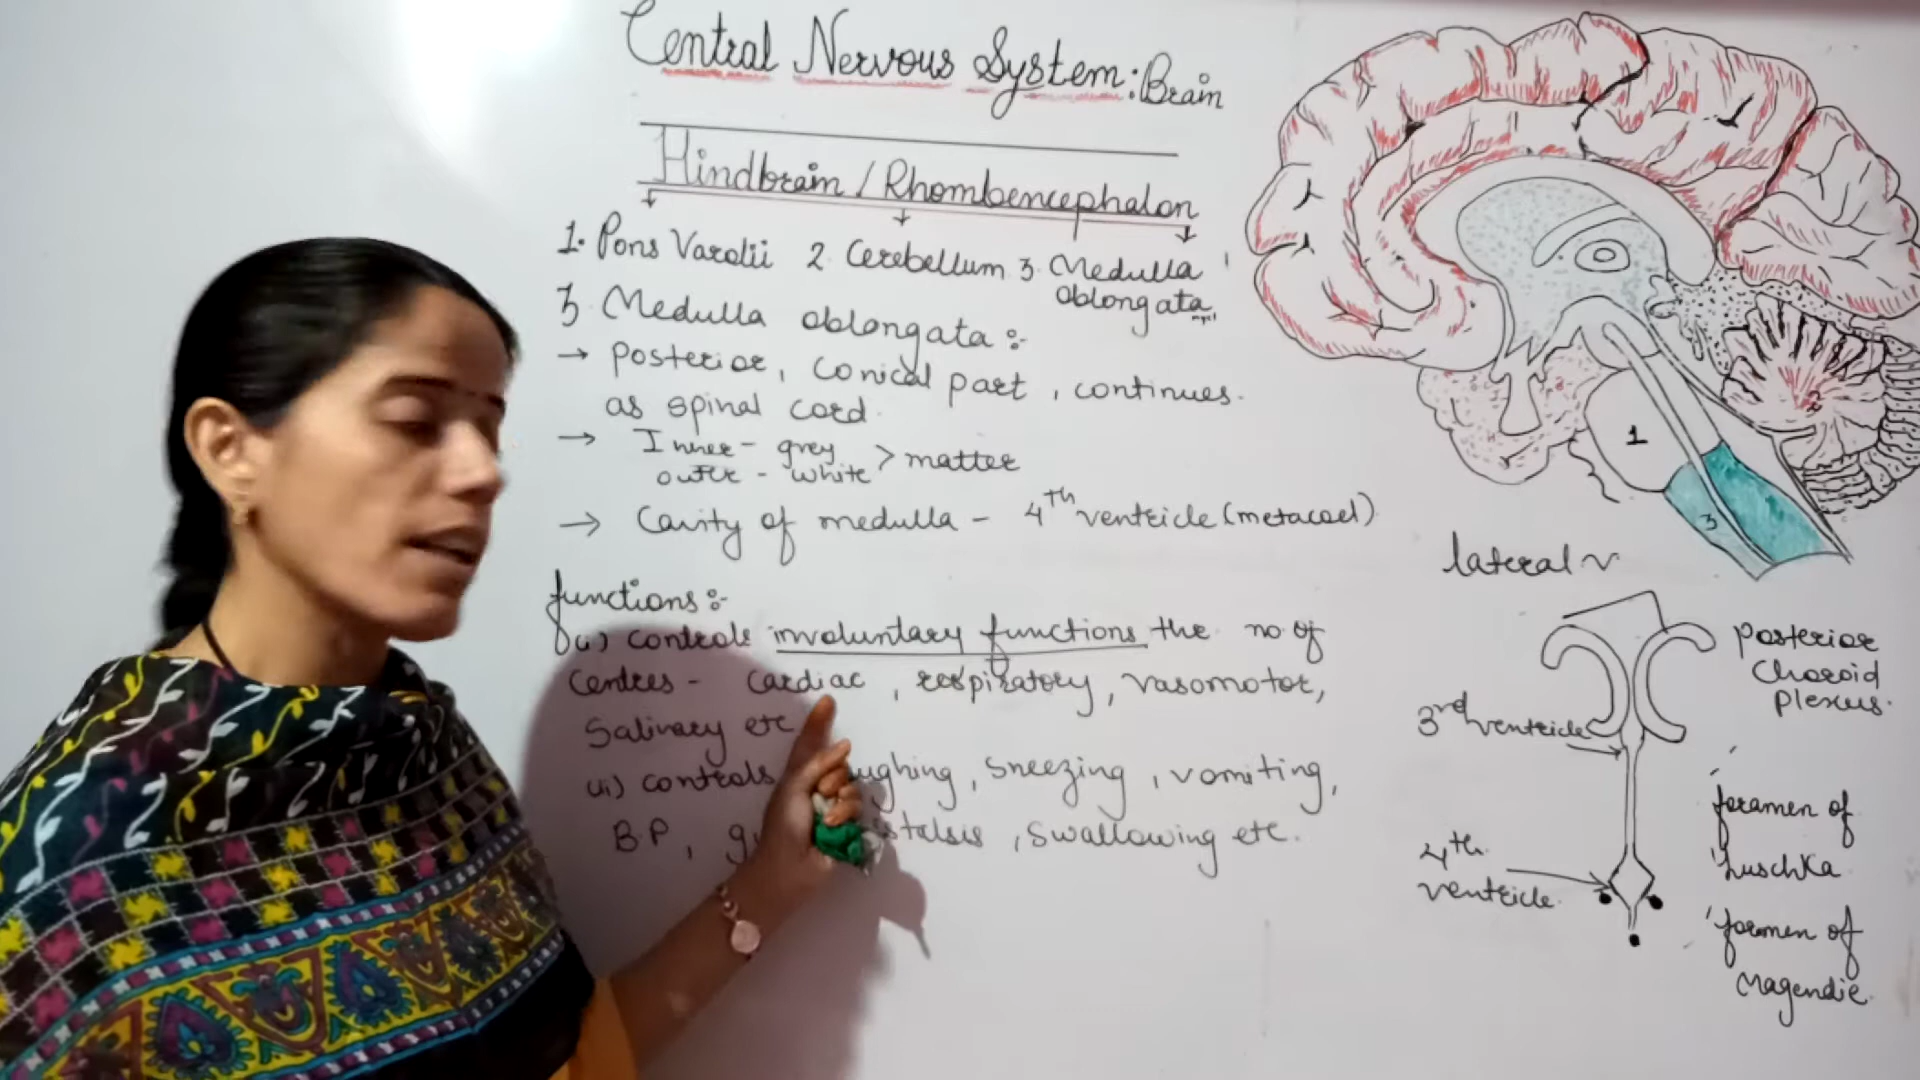 Central Nervous System: Brain
Hindbrain / Rhombencephalon
1. Pons Varolii 2 Cerebellum 3. Medulla
oblongata
3. Medulla oblongata :-
→ Posterior, Conical part, continues
as spinal cord.
→ Inner - grey > matter
outer - white
→ Cavity of medulla - 4th ventricle (metacoel)
functions :-
(i) controls involuntary functions the no. of
Centres - cardiac, respiratory, vasomotor,
Salivary etc
(ii) controls ughing, sneezing, vomiting,
B.P, stalsis, swallowing etc.
1
2
3
lateral v
Posterior
Choroid
plexus.
3rd ventricle
4th
ventricle.
foramen of
Luschka
formen of
Magendie.